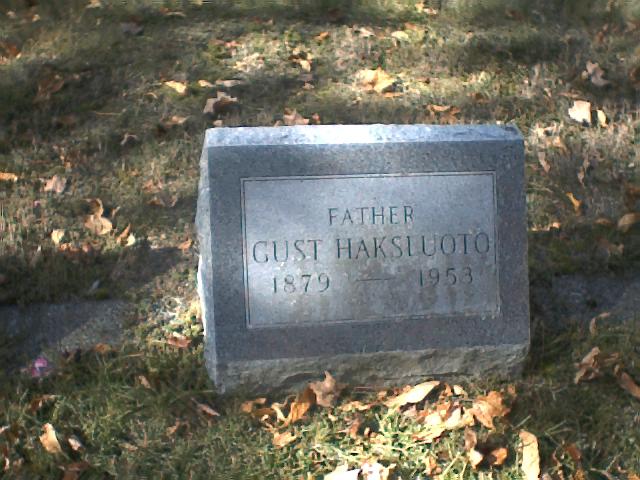 FATHER
GUST HAKSLUOTO
1879 — 1953